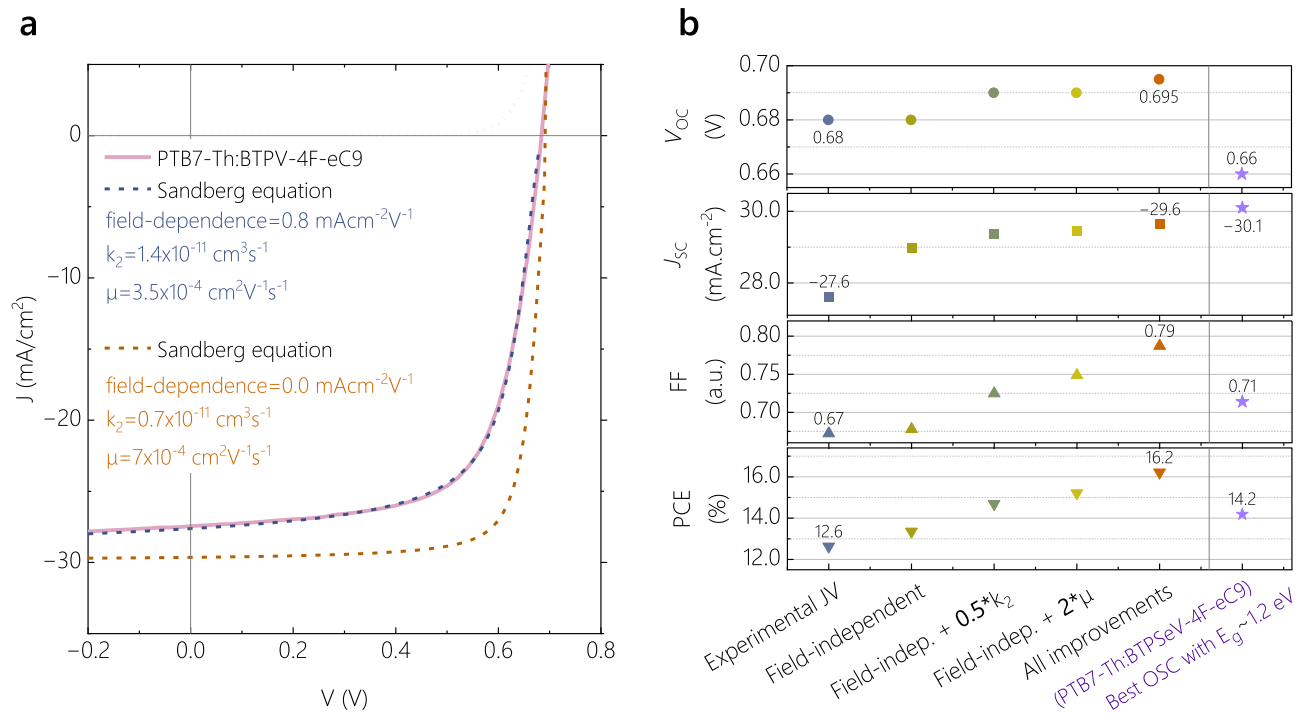 a
0
−10
−20
−30
J (mA/cm²)
PTB7-Th:BTPV-4F-eC9
Sandberg equation
field-dependence=0.8 mAcm⁻²V⁻¹
k₂=1.4x10⁻¹¹ cm³s⁻¹
μ=3.5x10⁻⁴ cm²V⁻¹s⁻¹
Sandberg equation
field-dependence=0.0 mAcm⁻²V⁻¹
k₂=0.7x10⁻¹¹ cm³s⁻¹
μ=7x10⁻⁴ cm²V⁻¹s⁻¹
−0.2 0.0 0.2 0.4 0.6 0.8
V (V)
b
0.70
0.68
0.66
V_OC
(V)
0.68
0.695
0.66
30.0
28.0
J_SC
(mA.cm⁻²)
−27.6
−29.6
−30.1
0.80
0.75
0.70
FF
(a.u.)
0.67
0.79
0.71
16.0
14.0
12.0
PCE
(%)
12.6
16.2
14.2
Experimental JV
Field-independent
Field-indep. + 0.5*k₂
Field-indep. + 2*μ
All improvements
(PTB7-Th:BTPSeV-4F-eC9)
Best OSC with E_g~1.2 eV